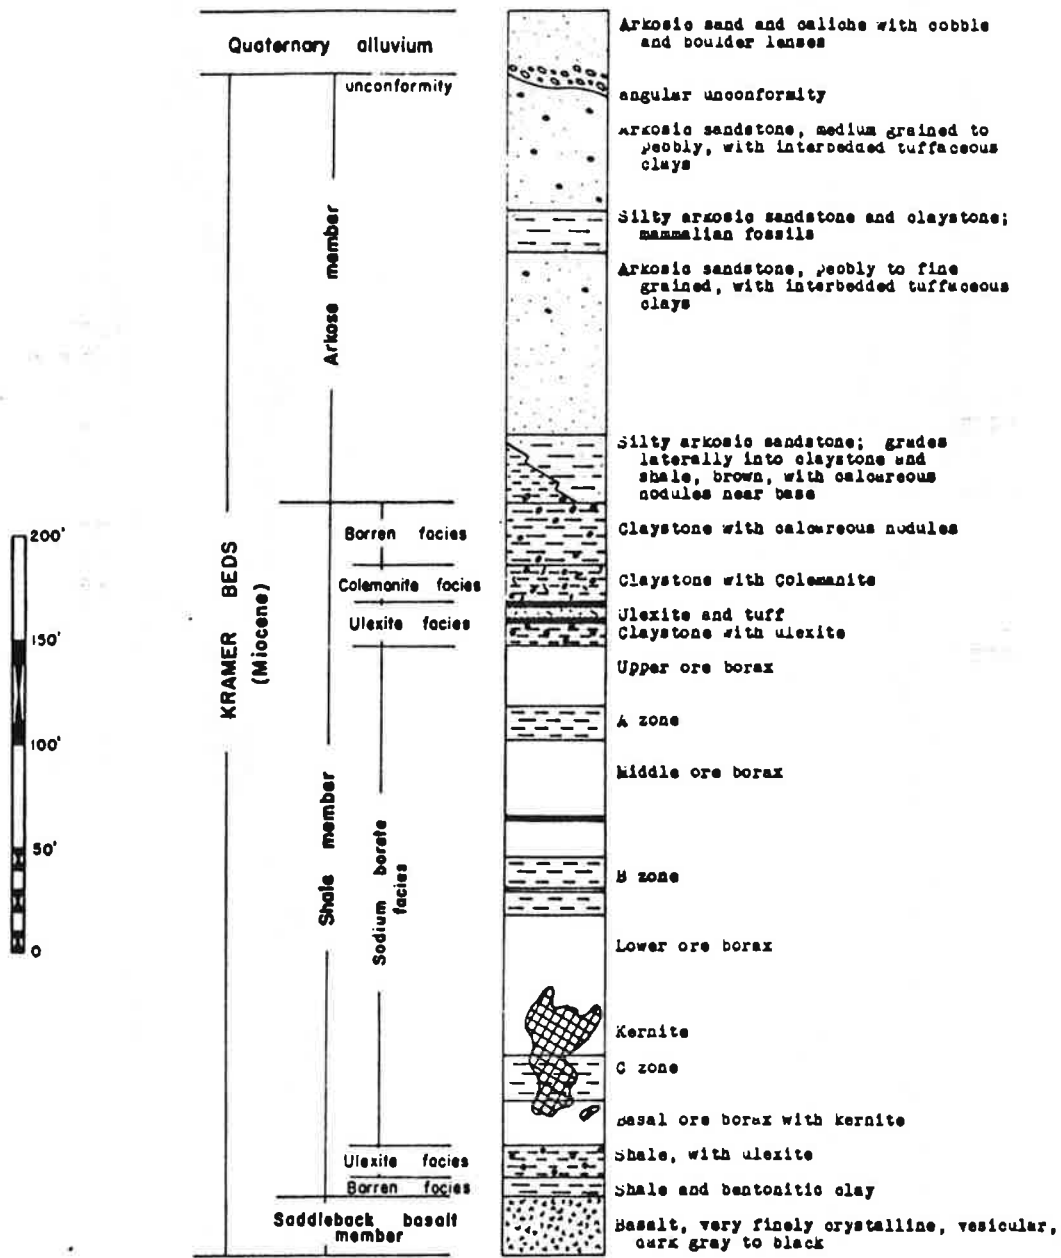 Quaternary alluvium
unconformity
Arkose member
KRAMER BEDS
(Miocene)
Shale member
Barren facies
Colemanite facies
Ulexite facies
Sodium borate
facies
Ulexite facies
Barren facies
Saddleback basalt
member
200'
150'
100'
50'
0
Arkosic sand and caliche with cobble
and boulder lenses
angular unconformity
Arkosic sandstone, medium grained to
pebbly, with interbedded tuffaceous
clays
Silty arkosic sandstone and claystone;
mammalian fossils
Arkosic sandstone, pebbly to fine
grained, with interbedded tuffaceous
clays
Silty arkosic sandstone; grades
laterally into claystone and
shale, brown, with calcareous
nodules near base
Claystone with calcareous nodules
Claystone with Colemanite
Ulexite and tuff
Claystone with ulexite
Upper ore borax
A zone
Middle ore borax
B zone
Lower ore borax
Kernite
C zone
Basal ore borax with kernite
Shale, with ulexite
Shale and bentonitic clay
Basalt, very finely crystalline, vesicular,
dark gray to black